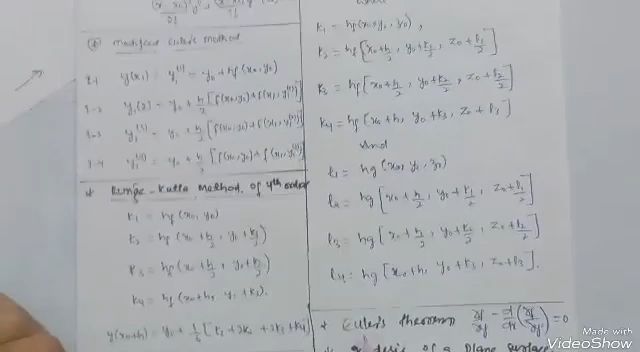 ② modified Euler's method
y(x₁) = y₁⁽¹⁾ = y₀ + hf(x₀, y₀)
y₁(2) = y₀ + h/2 [f(x₀, y₀) + f(x₁, y₁⁽¹⁾)]
y₁⁽³⁾ = y₀ + h/2 [f(x₀, y₀) + f(x₁, y₁⁽²⁾)]
y₁⁽⁴⁾ = y₀ + h/2 [f(x₀, y₀) + f(x₁, y₁⁽³⁾)]
* Runge-Kutta Method of 4th order
k₁ = hf(x₀, y₀)
k₂ = hf(x₀ + h/2, y₀ + k₁/2)
k₃ = hf(x₀ + h/2, y₀ + k₂/2)
k₄ = hf(x₀ + h, y₀ + k₃)
y(x₀+h) = y₀ + 1/6 [k₁ + 2k₂ + 2k₃ + k₄]
k₁ = hf(x₀, y₀, z₀),
k₂ = hf[x₀ + h/2, y₀ + k₁/2, z₀ + l₁/2]
k₃ = hf[x₀ + h/2, y₀ + k₂/2, z₀ + l₂/2]
k₄ = hf[x₀ + h, y₀ + k₃, z₀ + l₃]
and
l₁ = hg(x₀, y₀, z₀)
l₂ = hg[x₀ + h/2, y₀ + k₁/2, z₀ + l₁/2]
l₃ = hg[x₀ + h/2, y₀ + k₂/2, z₀ + l₂/2]
l₄ = hg[x₀ + h, y₀ + k₃, z₀ + l₃].
* Euler's theorem ∂f/∂y - d/dx (∂f/∂y') = 0
of a plane surface
Made with
VideoShow